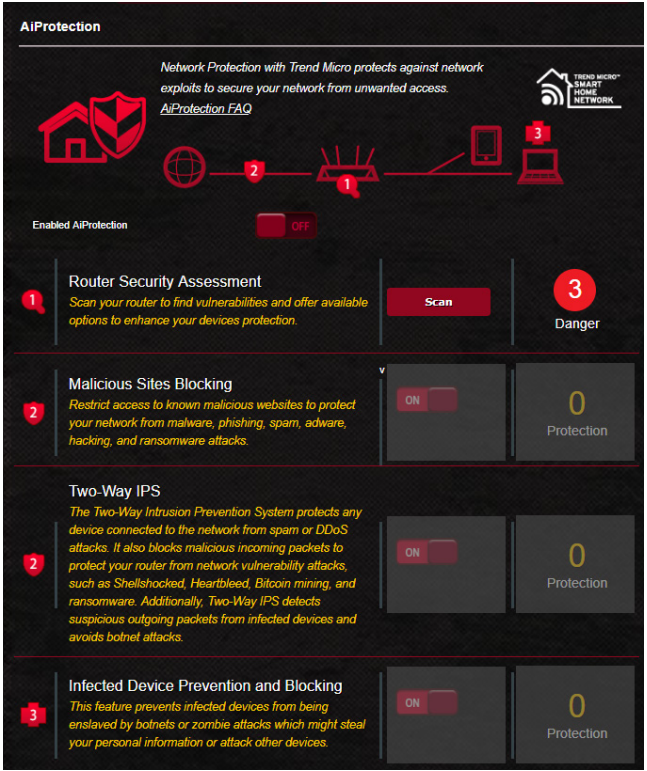 AiProtection
Network Protection with Trend Micro protects against network
exploits to secure your network from unwanted access.
AiProtection FAQ
TREND MICRO™
SMART
HOME
NETWORK
3
2
1
Enabled AiProtection
OFF
1
Router Security Assessment
Scan your router to find vulnerabilities and offer available
options to enhance your devices protection.
Scan
3
Danger
2
Malicious Sites Blocking
Restrict access to known malicious websites to protect
your network from malware, phishing, spam, adware,
hacking, and ransomware attacks.
v
ON
0
Protection
2
Two-Way IPS
The Two-Way Intrusion Prevention System protects any
device connected to the network from spam or DDoS
attacks. It also blocks malicious incoming packets to
protect your router from network vulnerability attacks,
such as Shellshocked, Heartbleed, Bitcoin mining, and
ransomware. Additionally, Two-Way IPS detects
suspicious outgoing packets from infected devices and
avoids botnet attacks.
ON
0
Protection
3
Infected Device Prevention and Blocking
This feature prevents infected devices from being
enslaved by botnets or zombie attacks which might steal
your personal information or attack other devices.
ON
0
Protection